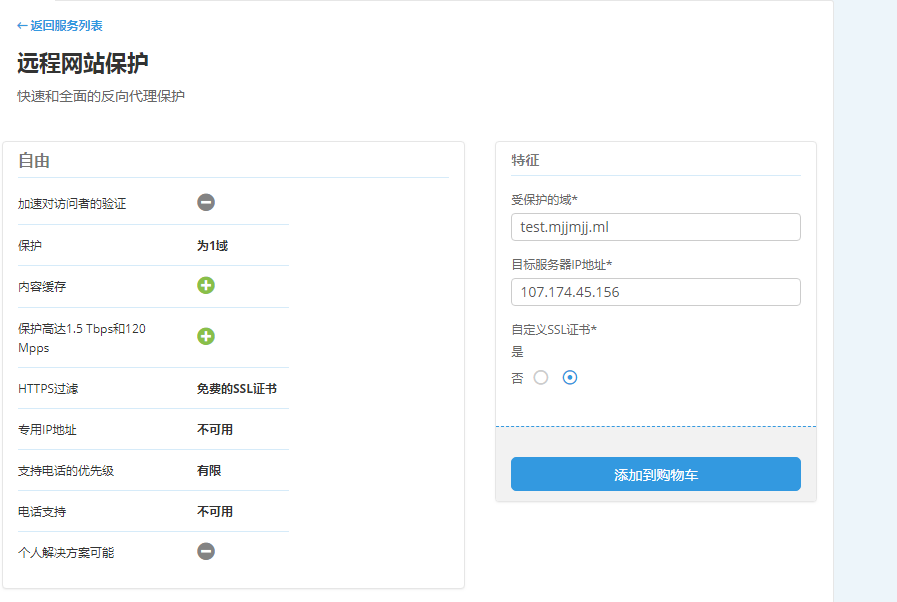 ←返回服务列表
远程网站保护
快速和全面的反向代理保护
自由
加速对访问者的验证
保护 为1域
内容缓存
保护高达1.5 Tbps和120
Mpps
HTTPS过滤 免费的SSL证书
专用IP地址 不可用
支持电话的优先级 有限
电话支持 不可用
个人解决方案可能
特征
受保护的域*
test.mjjmjj.ml
目标服务器IP地址*
107.174.45.156
自定义SSL证书*
是
否
添加到购物车